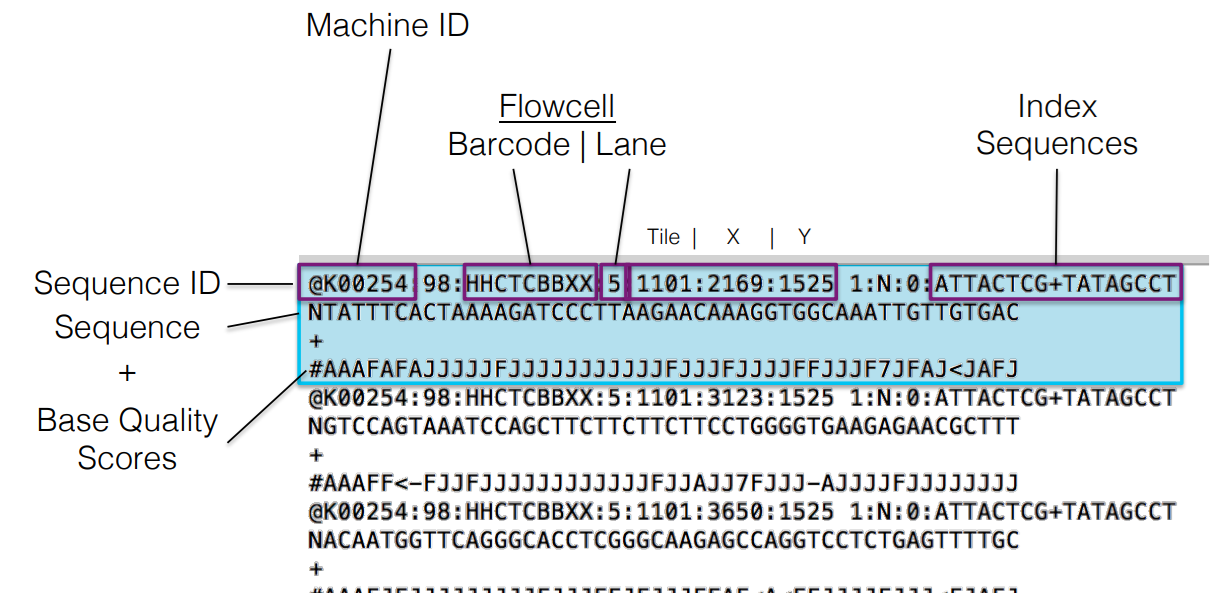 Machine ID
Flowcell
Barcode | Lane
Index
Sequences
Tile | X | Y
Sequence ID
Sequence
+
Base Quality
Scores
@K00254:98:HHCTCBBXX:5:1101:2169:1525 1:N:0:ATTACTCG+TATAGCCT
NTATTTCACTAAAAGATCCCTTAAGAACAAAGGTGGCAAATTGTTGTGAC
+
#AAAFAFAJJJJJFJJJJJJJJJJJFJJJFJJJJFFJJJF7JFAJ<JAFJ
@K00254:98:HHCTCBBXX:5:1101:3123:1525 1:N:0:ATTACTCG+TATAGCCT
NGTCCAGTAAATCCAGCTTCTTCTTCTTCCTGGGGTGAAGAGAACGCTTT
+
#AAAFF<-FJJFJJJJJJJJJJJJFJJAJJ7FJJJ-AJJJJFJJJJJJJJ
@K00254:98:HHCTCBBXX:5:1101:3650:1525 1:N:0:ATTACTCG+TATAGCCT
NACAATGGTTCAGGGCACCTCGGGCAAGAGCCAGGTCCTCTGAGTTTTGC
+